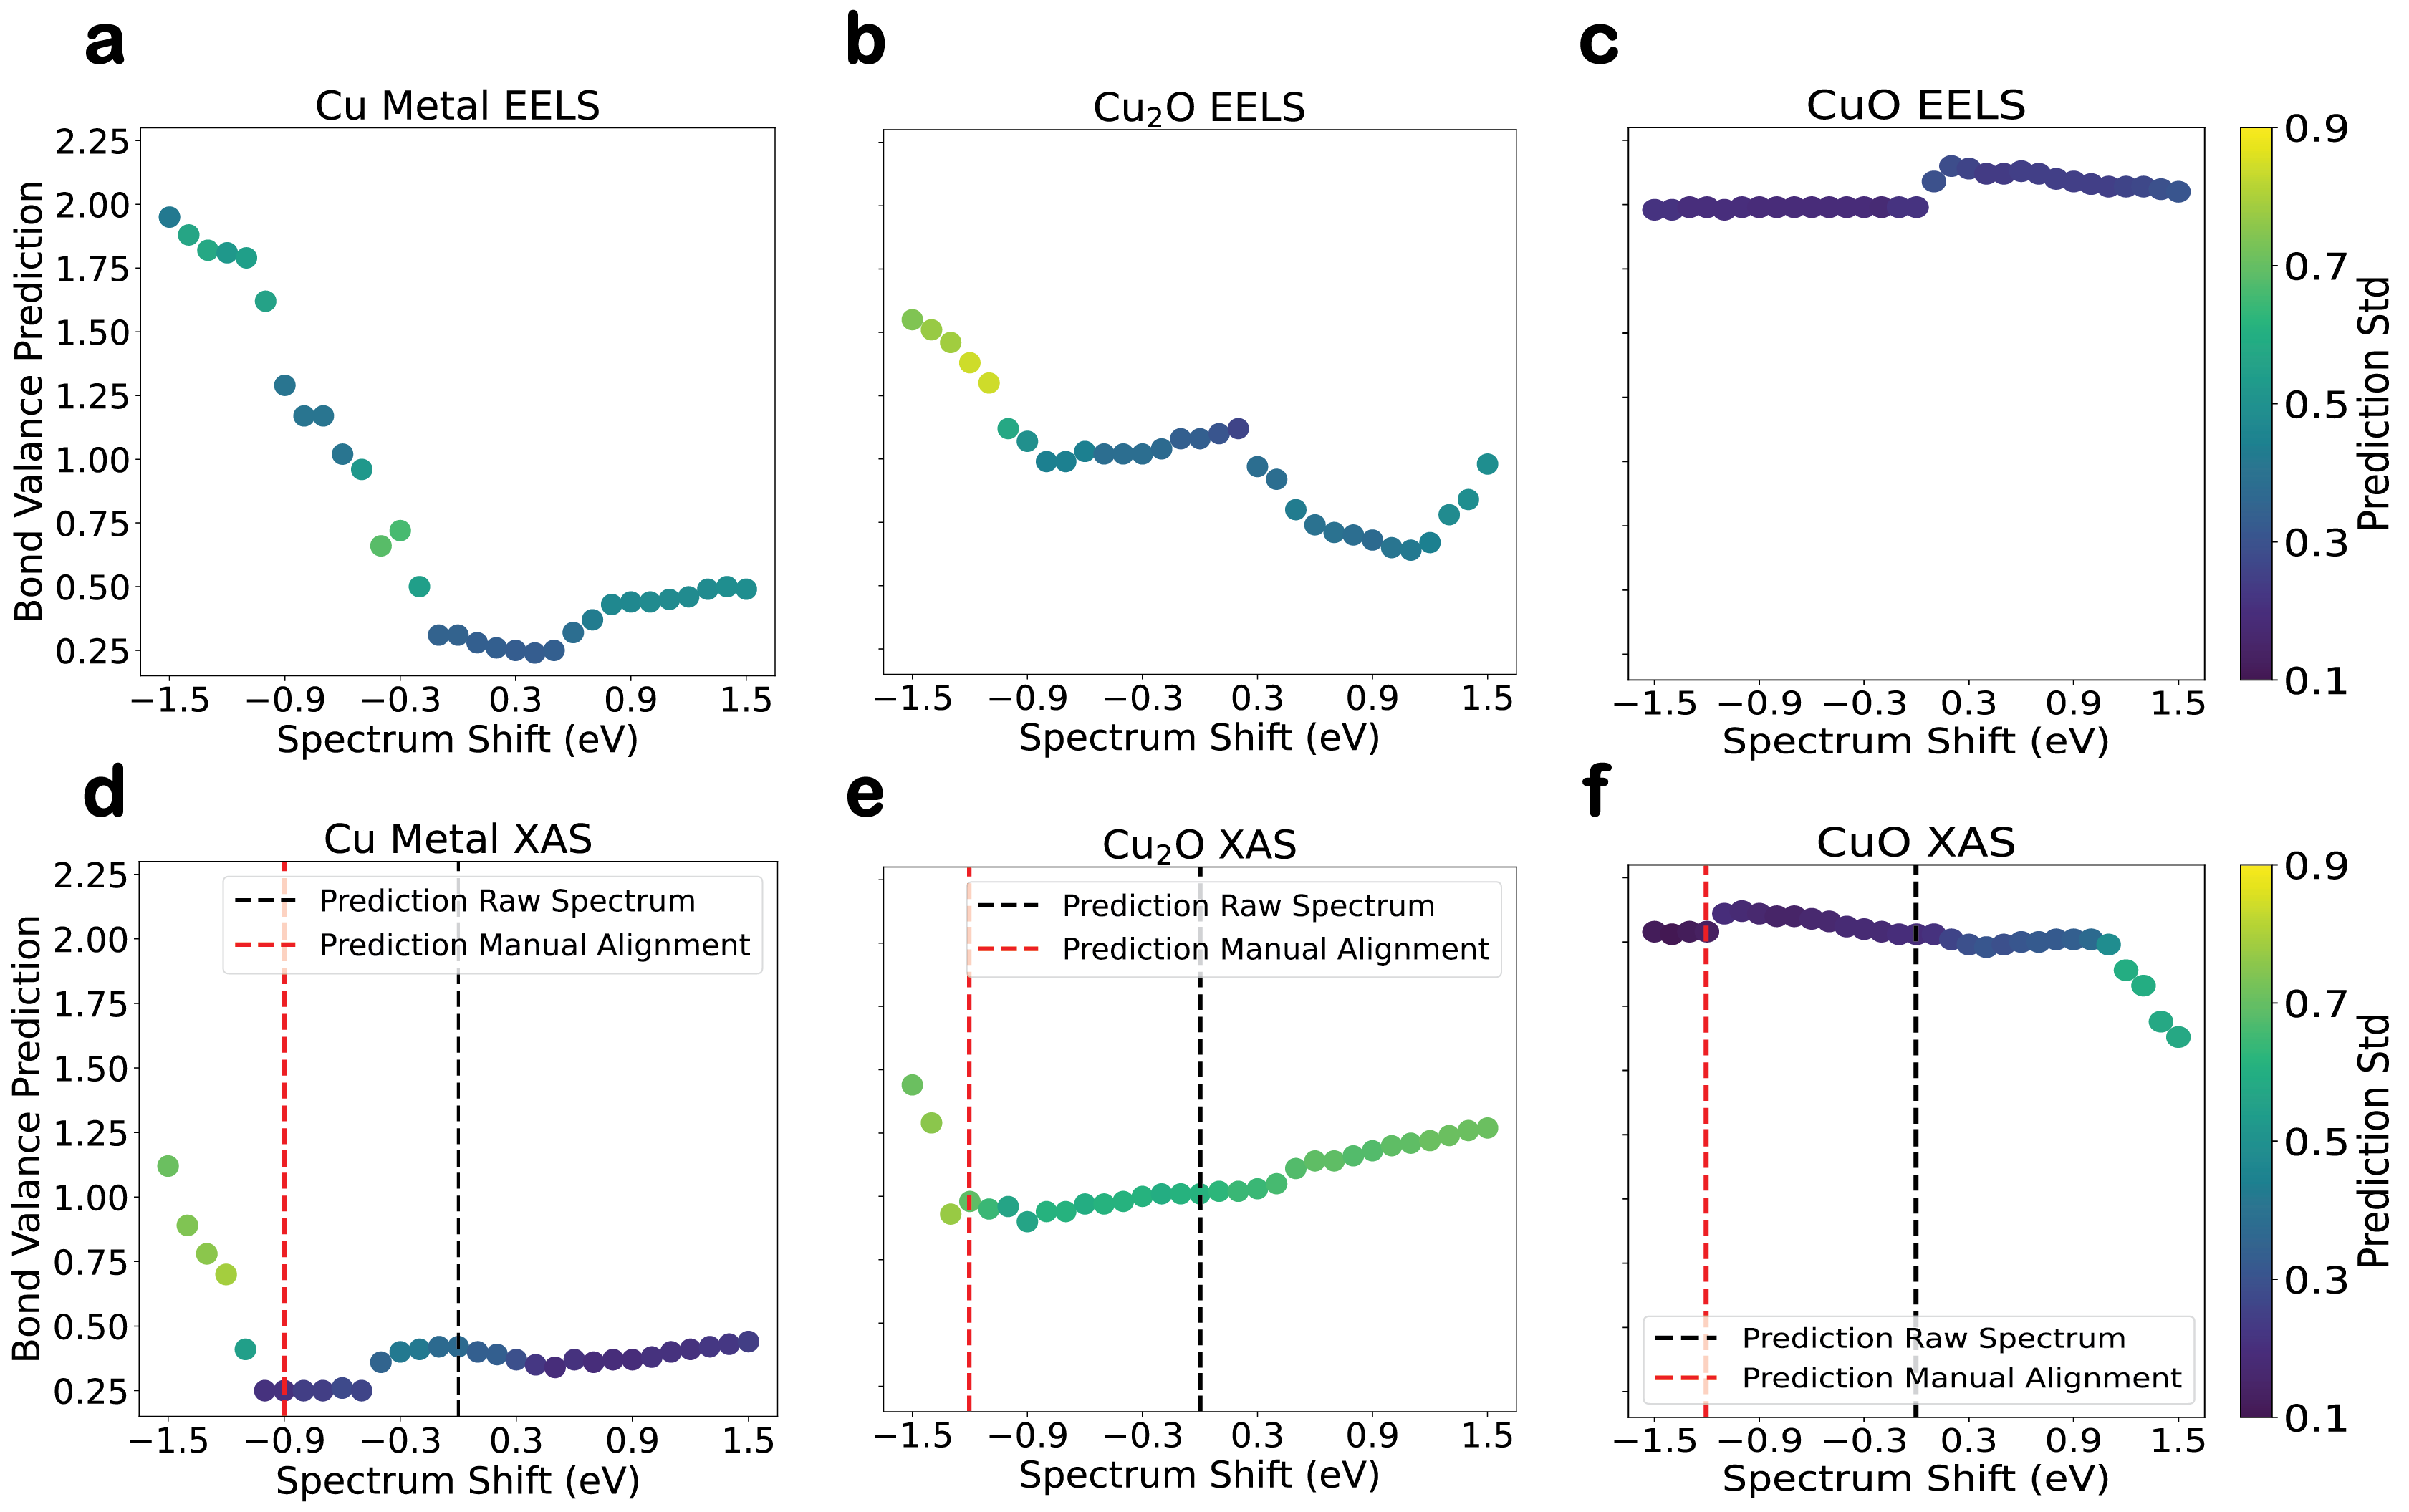 a
b
c
Cu Metal EELS
Cu₂O EELS
CuO EELS
2.25
2.00
1.75
1.50
1.25
1.00
0.75
0.50
0.25
Bond Valance Prediction
−1.5 −0.9 −0.3 0.3 0.9 1.5
Spectrum Shift (eV)
−1.5 −0.9 −0.3 0.3 0.9 1.5
Spectrum Shift (eV)
−1.5 −0.9 −0.3 0.3 0.9 1.5
Spectrum Shift (eV)
0.9
0.7
0.5
0.3
0.1
Prediction Std
d
e
f
Cu Metal XAS
Cu₂O XAS
CuO XAS
2.25
2.00
1.75
1.50
1.25
1.00
0.75
0.50
0.25
Bond Valance Prediction
Prediction Raw Spectrum
Prediction Manual Alignment
−1.5 −0.9 −0.3 0.3 0.9 1.5
Spectrum Shift (eV)
Prediction Raw Spectrum
Prediction Manual Alignment
−1.5 −0.9 −0.3 0.3 0.9 1.5
Spectrum Shift (eV)
Prediction Raw Spectrum
Prediction Manual Alignment
−1.5 −0.9 −0.3 0.3 0.9 1.5
Spectrum Shift (eV)
0.9
0.7
0.5
0.3
0.1
Prediction Std